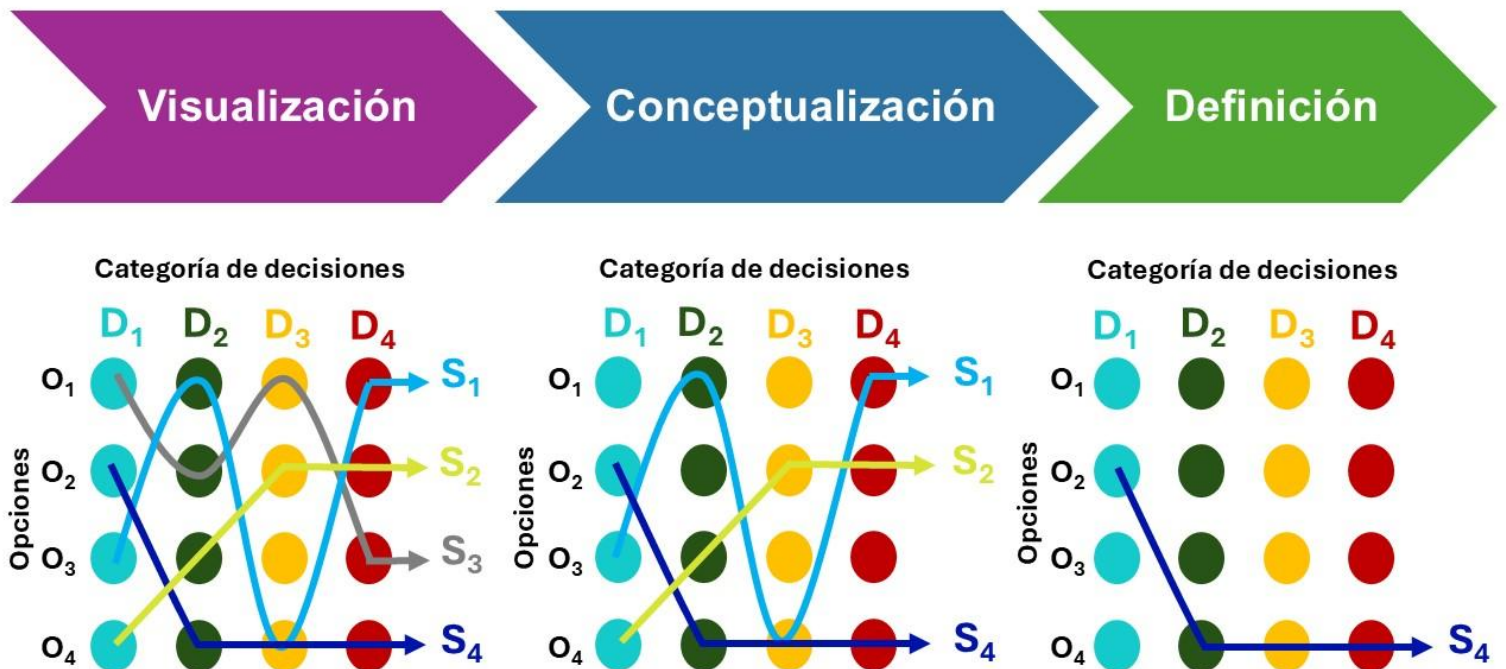 Visualización
Conceptualización
Definición
Categoría de decisiones
D₁ D₂ D₃ D₄
O₁
O₂
O₃
O₄
Opciones
S₁
S₂
S₃
S₄
Categoría de decisiones
D₁ D₂ D₃ D₄
O₁
O₂
O₃
O₄
Opciones
S₁
S₂
S₄
Categoría de decisiones
D₁ D₂ D₃ D₄
O₁
O₂
O₃
O₄
Opciones
S₄